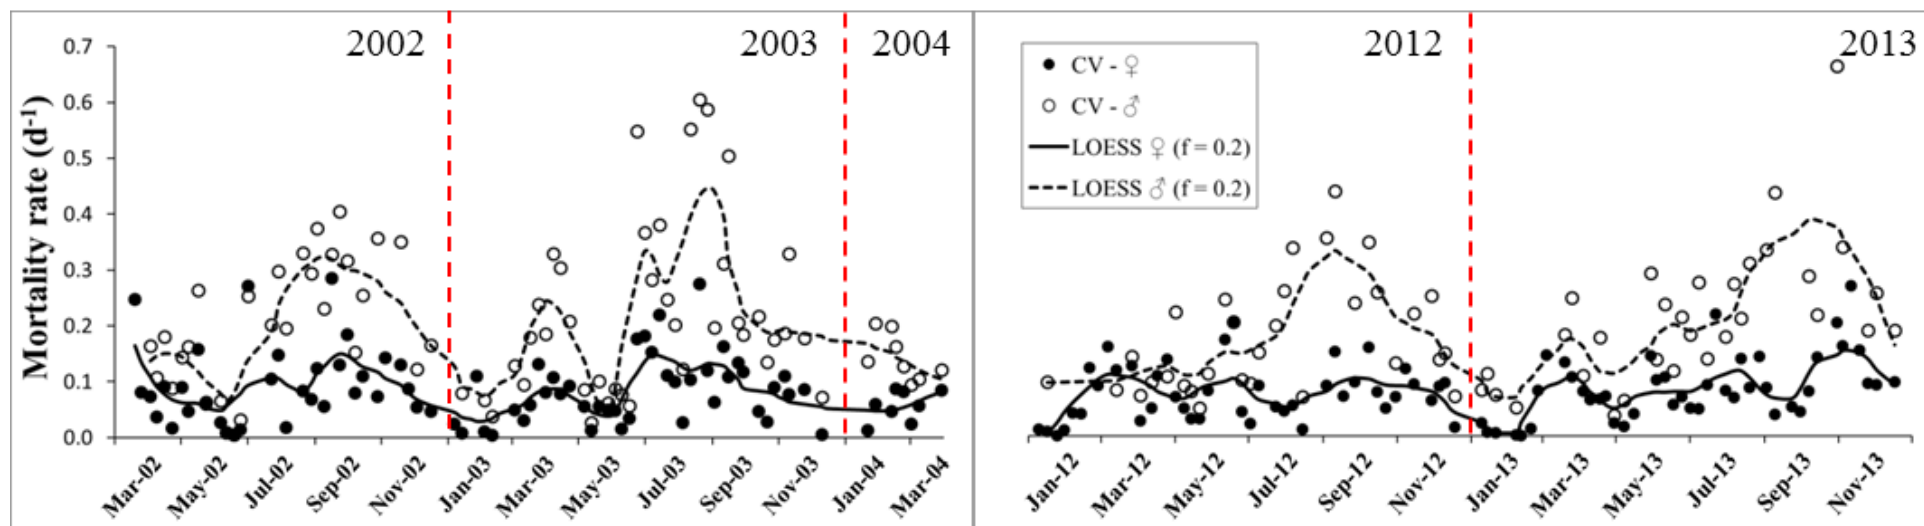 2002
2003
2004
2012
2013
Mortality rate (d-1)
0.7
0.6
0.5
0.4
0.3
0.2
0.1
0.0
CV - ♀
CV - ♂
LOESS ♀ (f = 0.2)
LOESS ♂ (f = 0.2)
Mar-02
May-02
Jul-02
Sep-02
Nov-02
Jan-03
Mar-03
May-03
Jul-03
Sep-03
Nov-03
Jan-04
Mar-04
Jan-12
Mar-12
May-12
Jul-12
Sep-12
Nov-12
Jan-13
Mar-13
May-13
Jul-13
Sep-13
Nov-13